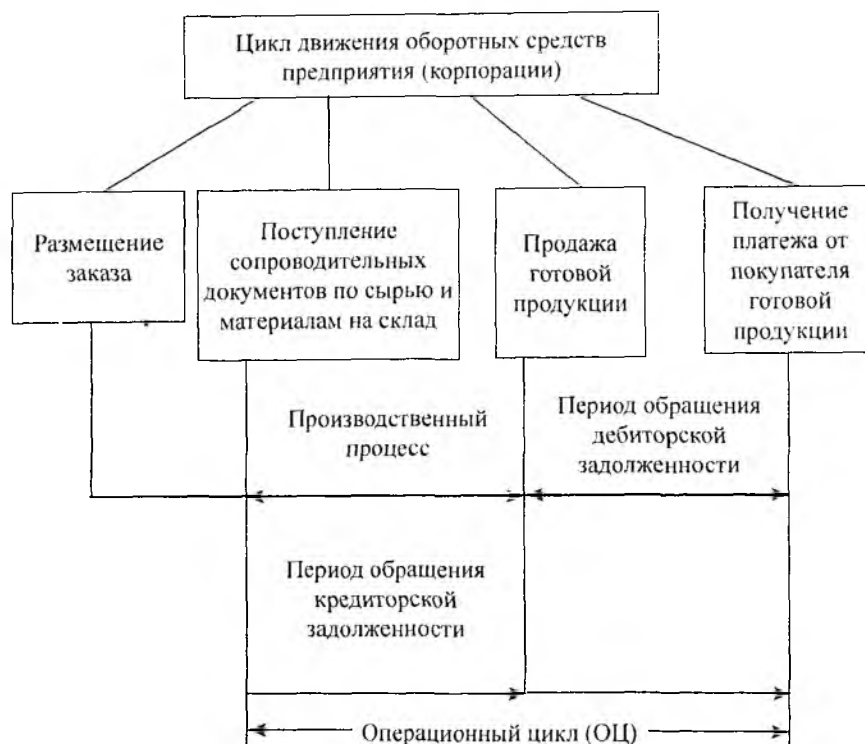 Цикл движения оборотных средств
предприятия (корпорации)
Размещение
заказа
Поступление
сопроводительных
документов по сырью и
материалам на склад
Продажа
готовой
продукции
Получение
платежа от
покупателя
готовой
продукции
Производственный
процесс
Период обращения
дебиторской
задолженности
Период обращения
кредиторской
задолженности
Операционный цикл (ОЦ)